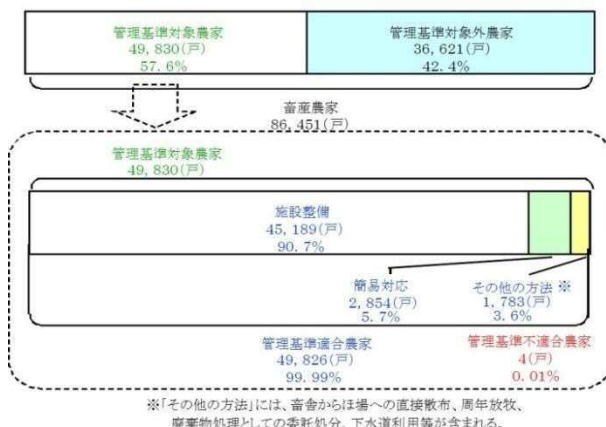 管理基準対象農家
49,830(戸)
57.6%
管理基準対象外農家
36,621(戸)
42.4%
畜産農家
86,451(戸)
管理基準対象農家
49,830(戸)
施設整備
45,189(戸)
90.7%
簡易対応
2,854(戸)
5.7%
その他の方法 ※
1,783(戸)
3.6%
管理基準適合農家
49,826(戸)
99.99%
管理基準不適合農家
4(戸)
0.01%
※「その他の方法」には、畜舎からほ場への直接散布、周年放牧、
廃棄物処理としての委託処分、下水道利用等が含まれる。